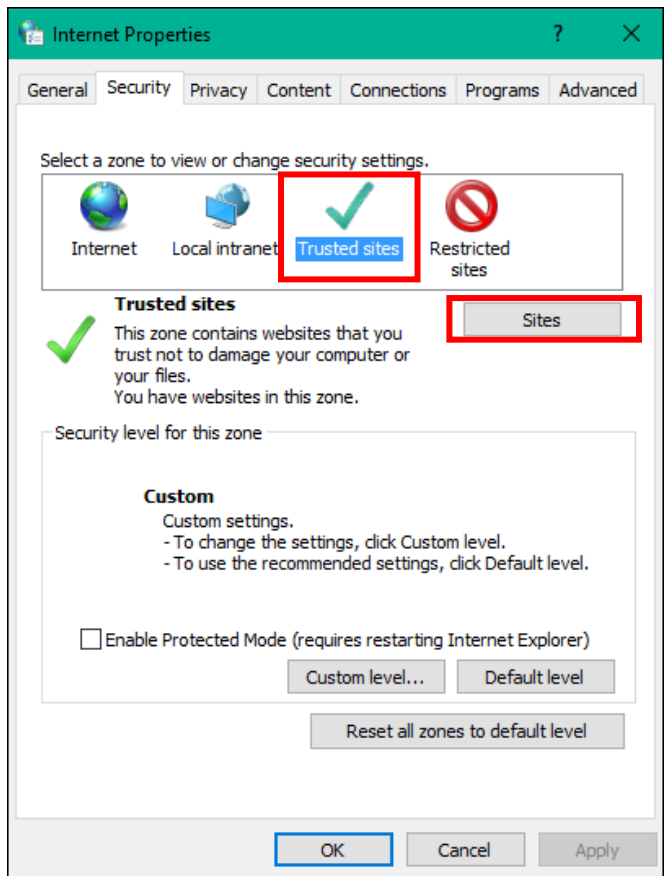 Internet Properties
?
General Security Privacy Content Connections Programs Advanced
Select a zone to view or change security settings.
Internet
Local intranet
Trusted sites
Restricted
sites
Trusted sites
Sites
This zone contains websites that you
trust not to damage your computer or
your files.
You have websites in this zone.
Security level for this zone
Custom
Custom settings.
- To change the settings, click Custom level.
- To use the recommended settings, click Default level.
Enable Protected Mode (requires restarting Internet Explorer)
Custom level... Default level
Reset all zones to default level
OK Cancel Apply